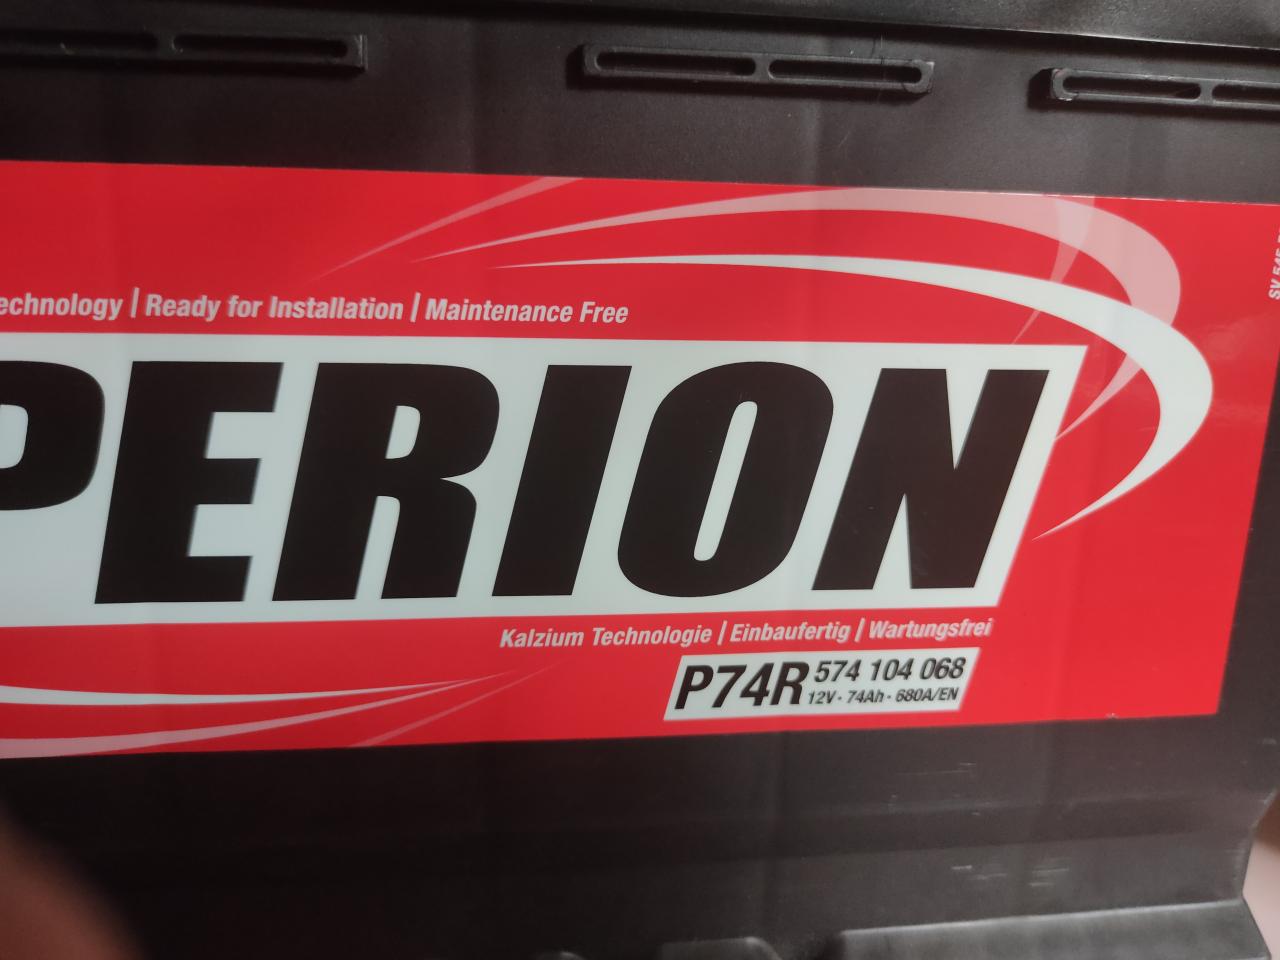 echnology | Ready for Installation | Maintenance Free
PERION
Kalzium Technologie | Einbaufertig | Wartungsfrei
P74R 574 104 068
12V - 74Ah - 680A/EN